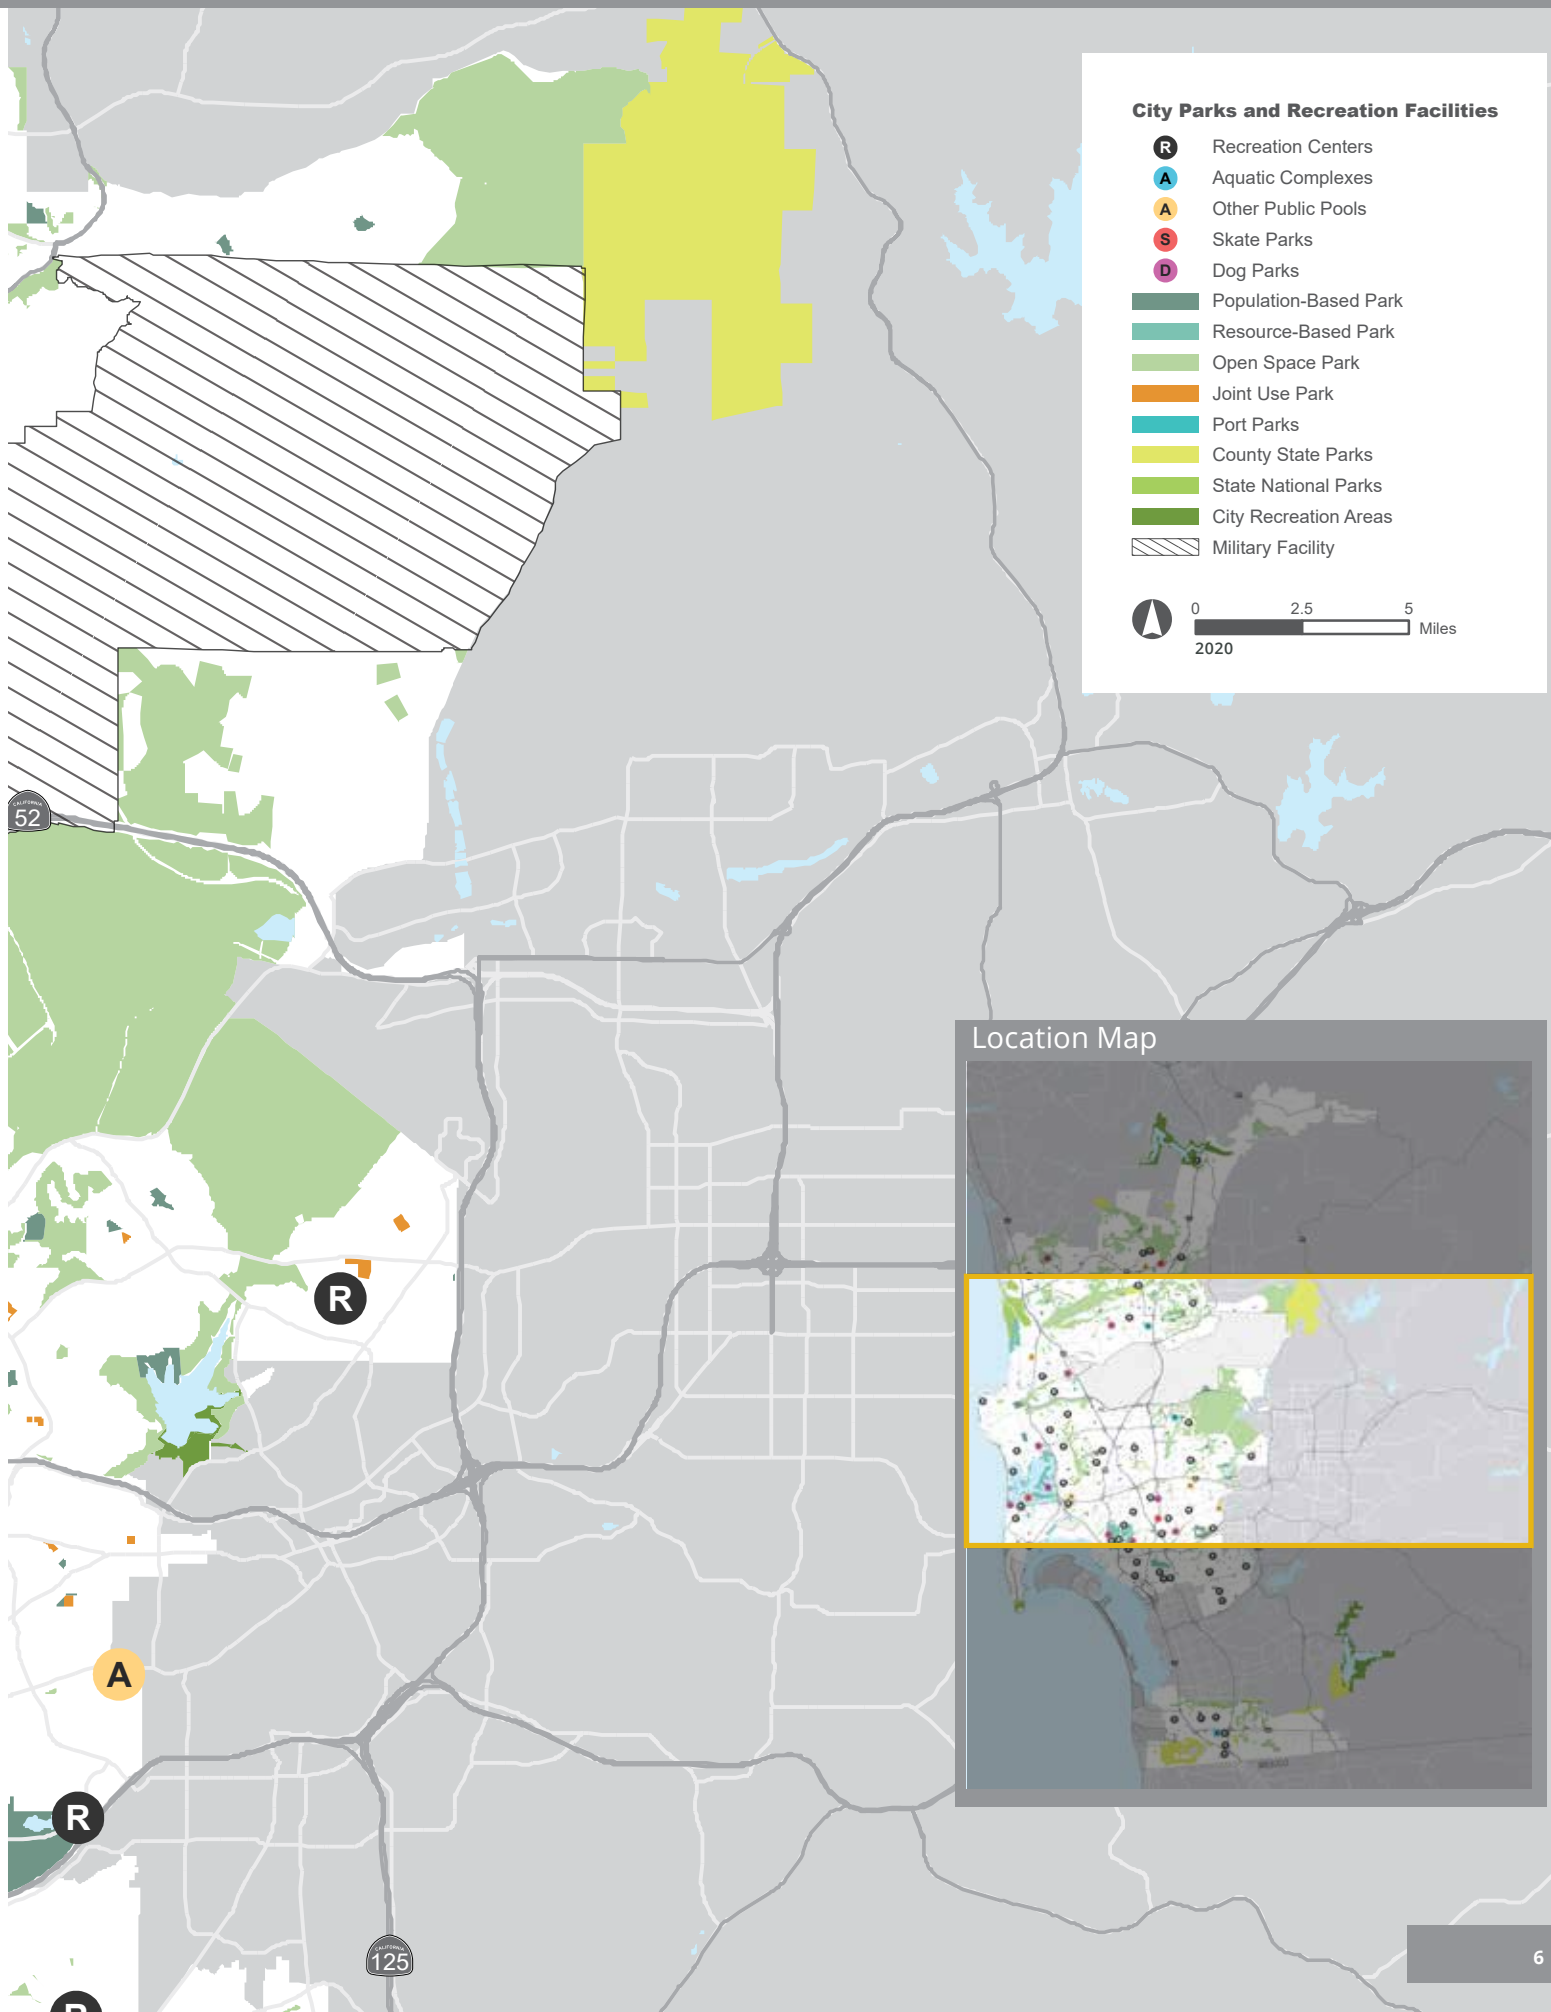 City Parks and Recreation Facilities
R Recreation Centers
A Aquatic Complexes
A Other Public Pools
S Skate Parks
D Dog Parks
Population-Based Park
Resource-Based Park
Open Space Park
Joint Use Park
Port Parks
County State Parks
State National Parks
City Recreation Areas
Military Facility
0 2.5 5
Miles
2020
CALIFORNIA
52
Location Map
R
A
R
CALIFORNIA
125
R
6